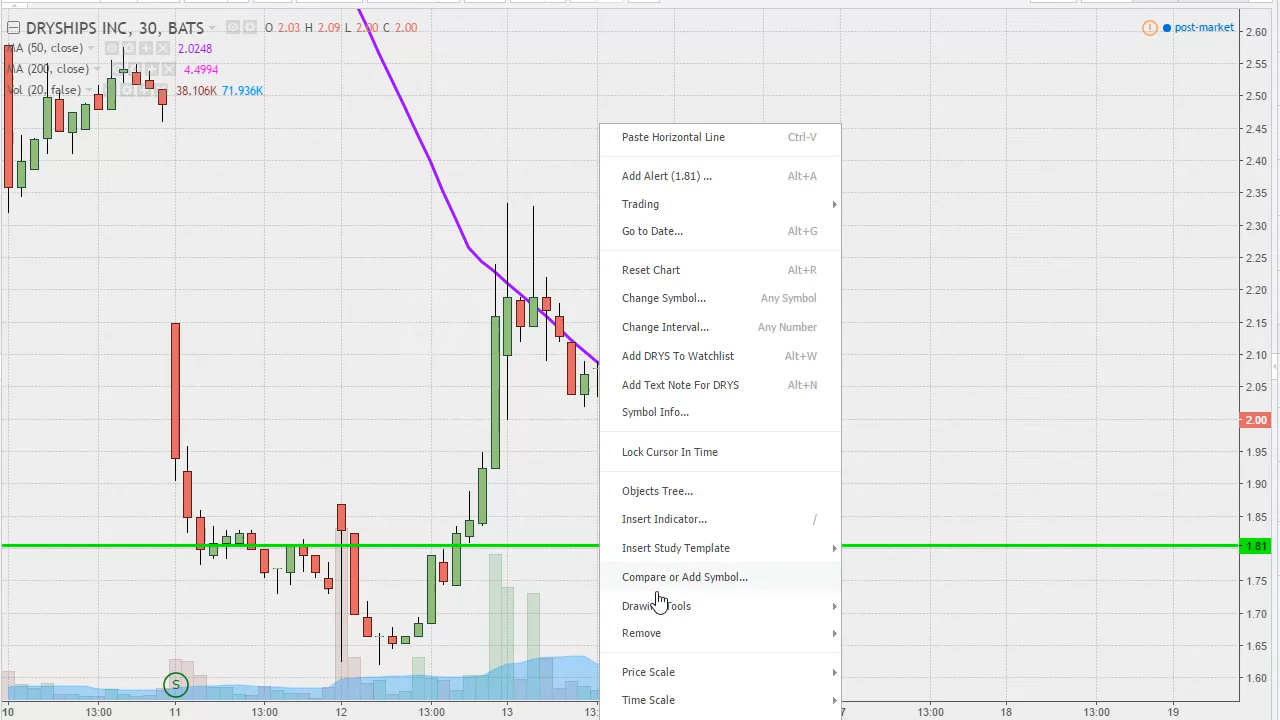 DRYSHIPS INC, 30, BATS O 2.03 H 2.09 L 2.00 C 2.00
MA (50, close) 2.0248
MA (200, close) 4.4994
Vol (20, false) 38.106K 71.936K
post-market
Paste Horizontal Line Ctrl-V
Add Alert (1.81) ... Alt+A
Trading
Go to Date... Alt+G
Reset Chart Alt+R
Change Symbol... Any Symbol
Change Interval... Any Number
Add DRYS To Watchlist Alt+W
Add Text Note For DRYS Alt+N
Symbol Info...
Lock Cursor In Time
Objects Tree...
Insert Indicator... /
Insert Study Template
Compare or Add Symbol...
Drawing Tools
Remove
Price Scale
Time Scale
2.60
2.55
2.50
2.45
2.40
2.35
2.30
2.25
2.20
2.15
2.10
2.05
2.00
1.95
1.90
1.85
1.81
1.75
1.70
1.65
1.60
S
10 13:00 11 13:00 12 13:00 13 13: 7 13:00 18 13:00 19